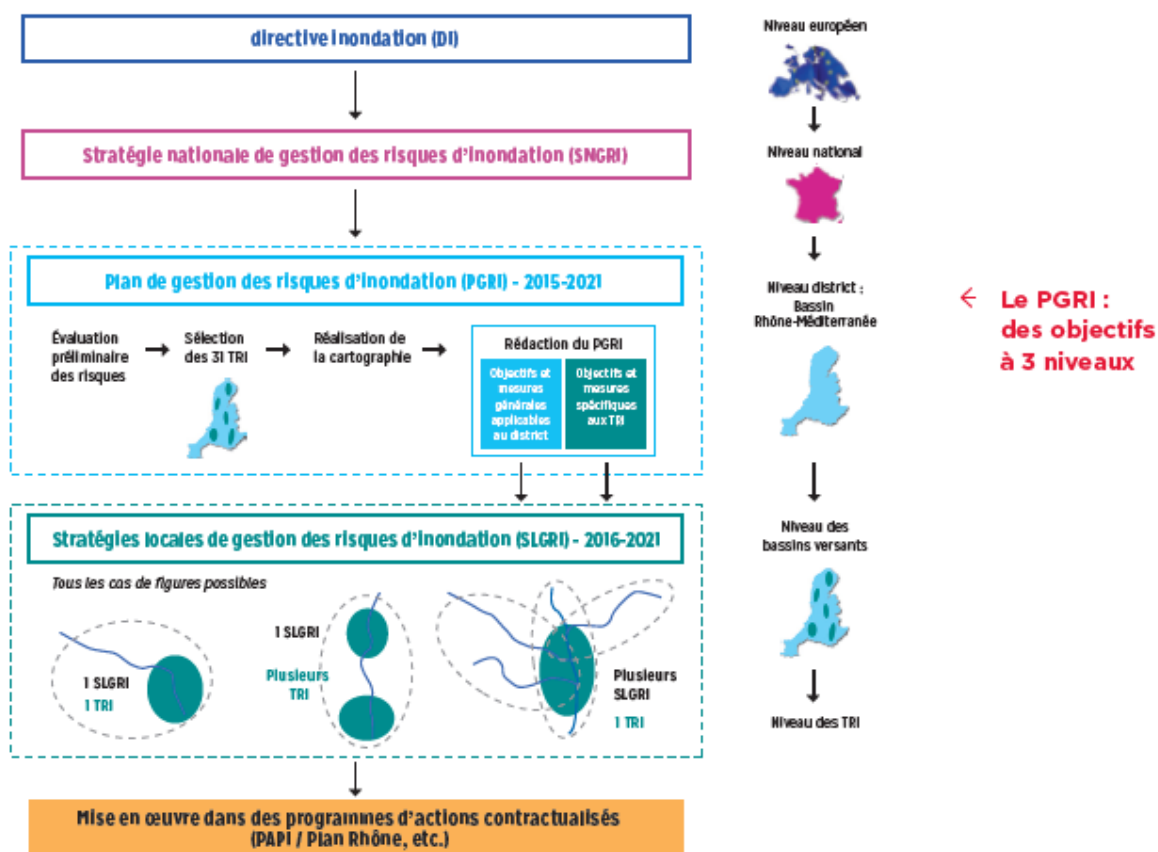 directive inondation (DI)
Niveau européen
Stratégie nationale de gestion des risques d'inondation (SNGRI)
Niveau national
Plan de gestion des risques d'inondation (PGRI) - 2015-2021
Évaluation
préliminaire
des risques
Sélection
des 31 TRI
Réalisation de
la cartographie
Rédaction du PGRI
Objectifs et
mesures
générales
applicables
au district
Objectifs et
mesures
spécifiques
aux TRI
Niveau district :
Bassin
Rhône-Méditerranée
Le PGRI :
des objectifs
à 3 niveaux
Stratégies locales de gestion des risques d'inondation (SLGRI) - 2016-2021
Tous les cas de figures possibles
1 SLGRI
1 TRI
1 SLGRI
Plusieurs
TRI
Plusieurs
SLGRI
1 TRI
Niveau des
bassins versants
Niveau des TRI
Mise en œuvre dans des programmes d'actions contractualisés
(PAPI / Plan Rhône, etc.)